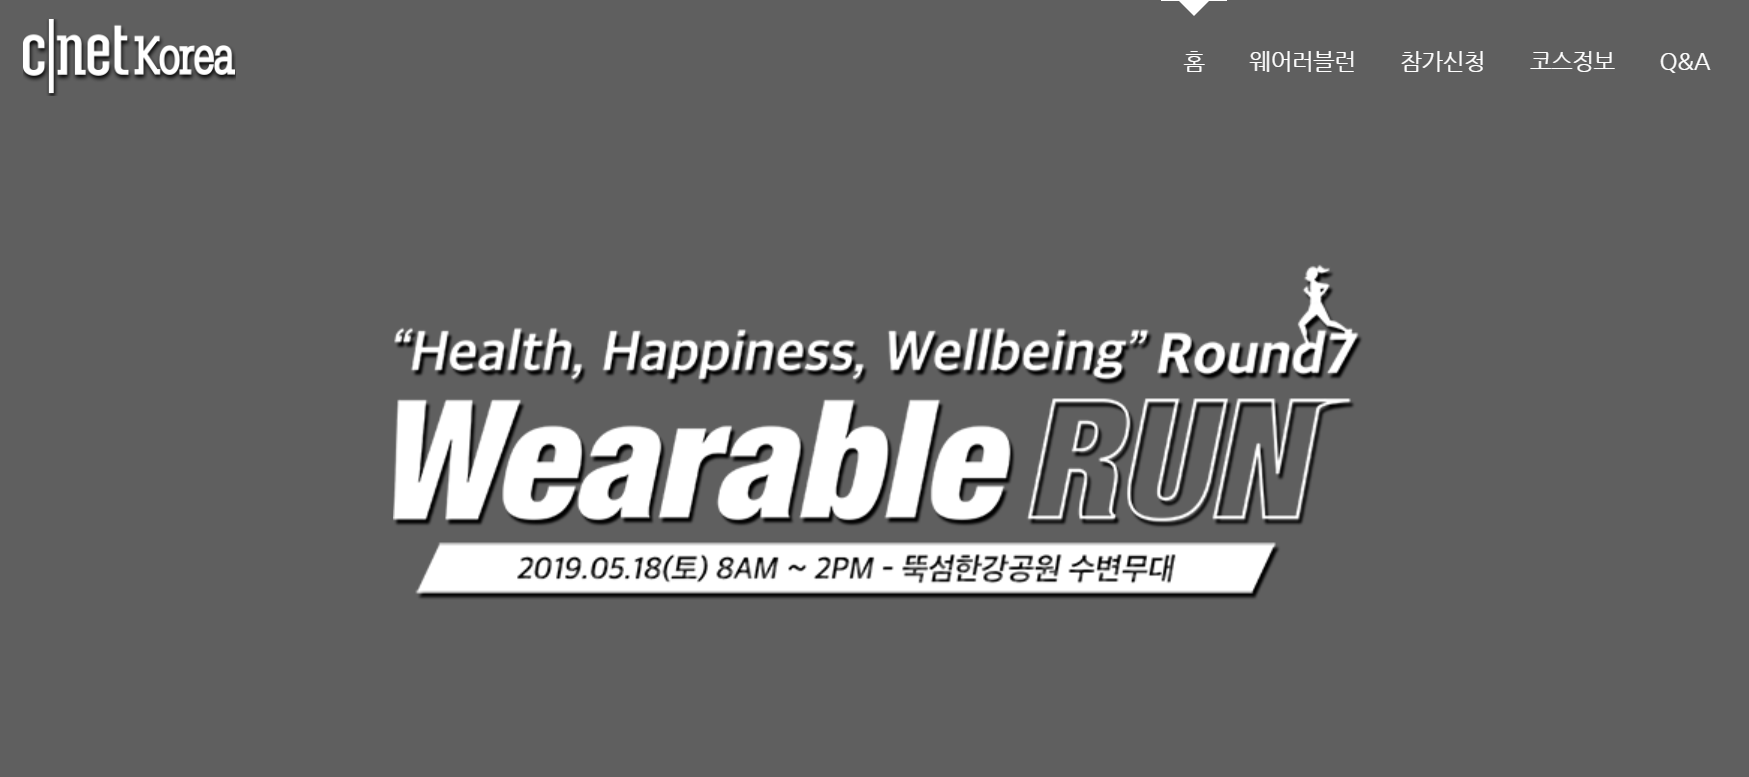 c|net Korea
홈 웨어러블런 참가신청 코스정보 Q&A
“Health, Happiness, Wellbeing” Round7
Wearable RUN
2019.05.18(토) 8AM ~ 2PM - 뚝섬한강공원 수변무대